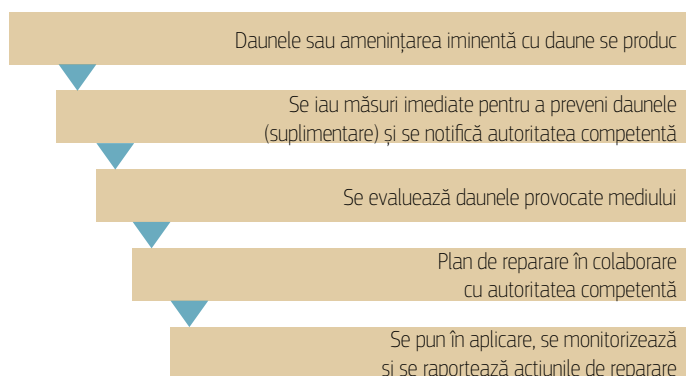 Daunele sau amenințarea iminentă cu daune se produc
Se iau măsuri imediate pentru a preveni daunele
(suplimentare) și se notifică autoritatea competentă
Se evaluează daunele provocate mediului
Plan de reparare în colaborare
cu autoritatea competentă
Se pun în aplicare, se monitorizează
și se raportează acțiunile de reparare